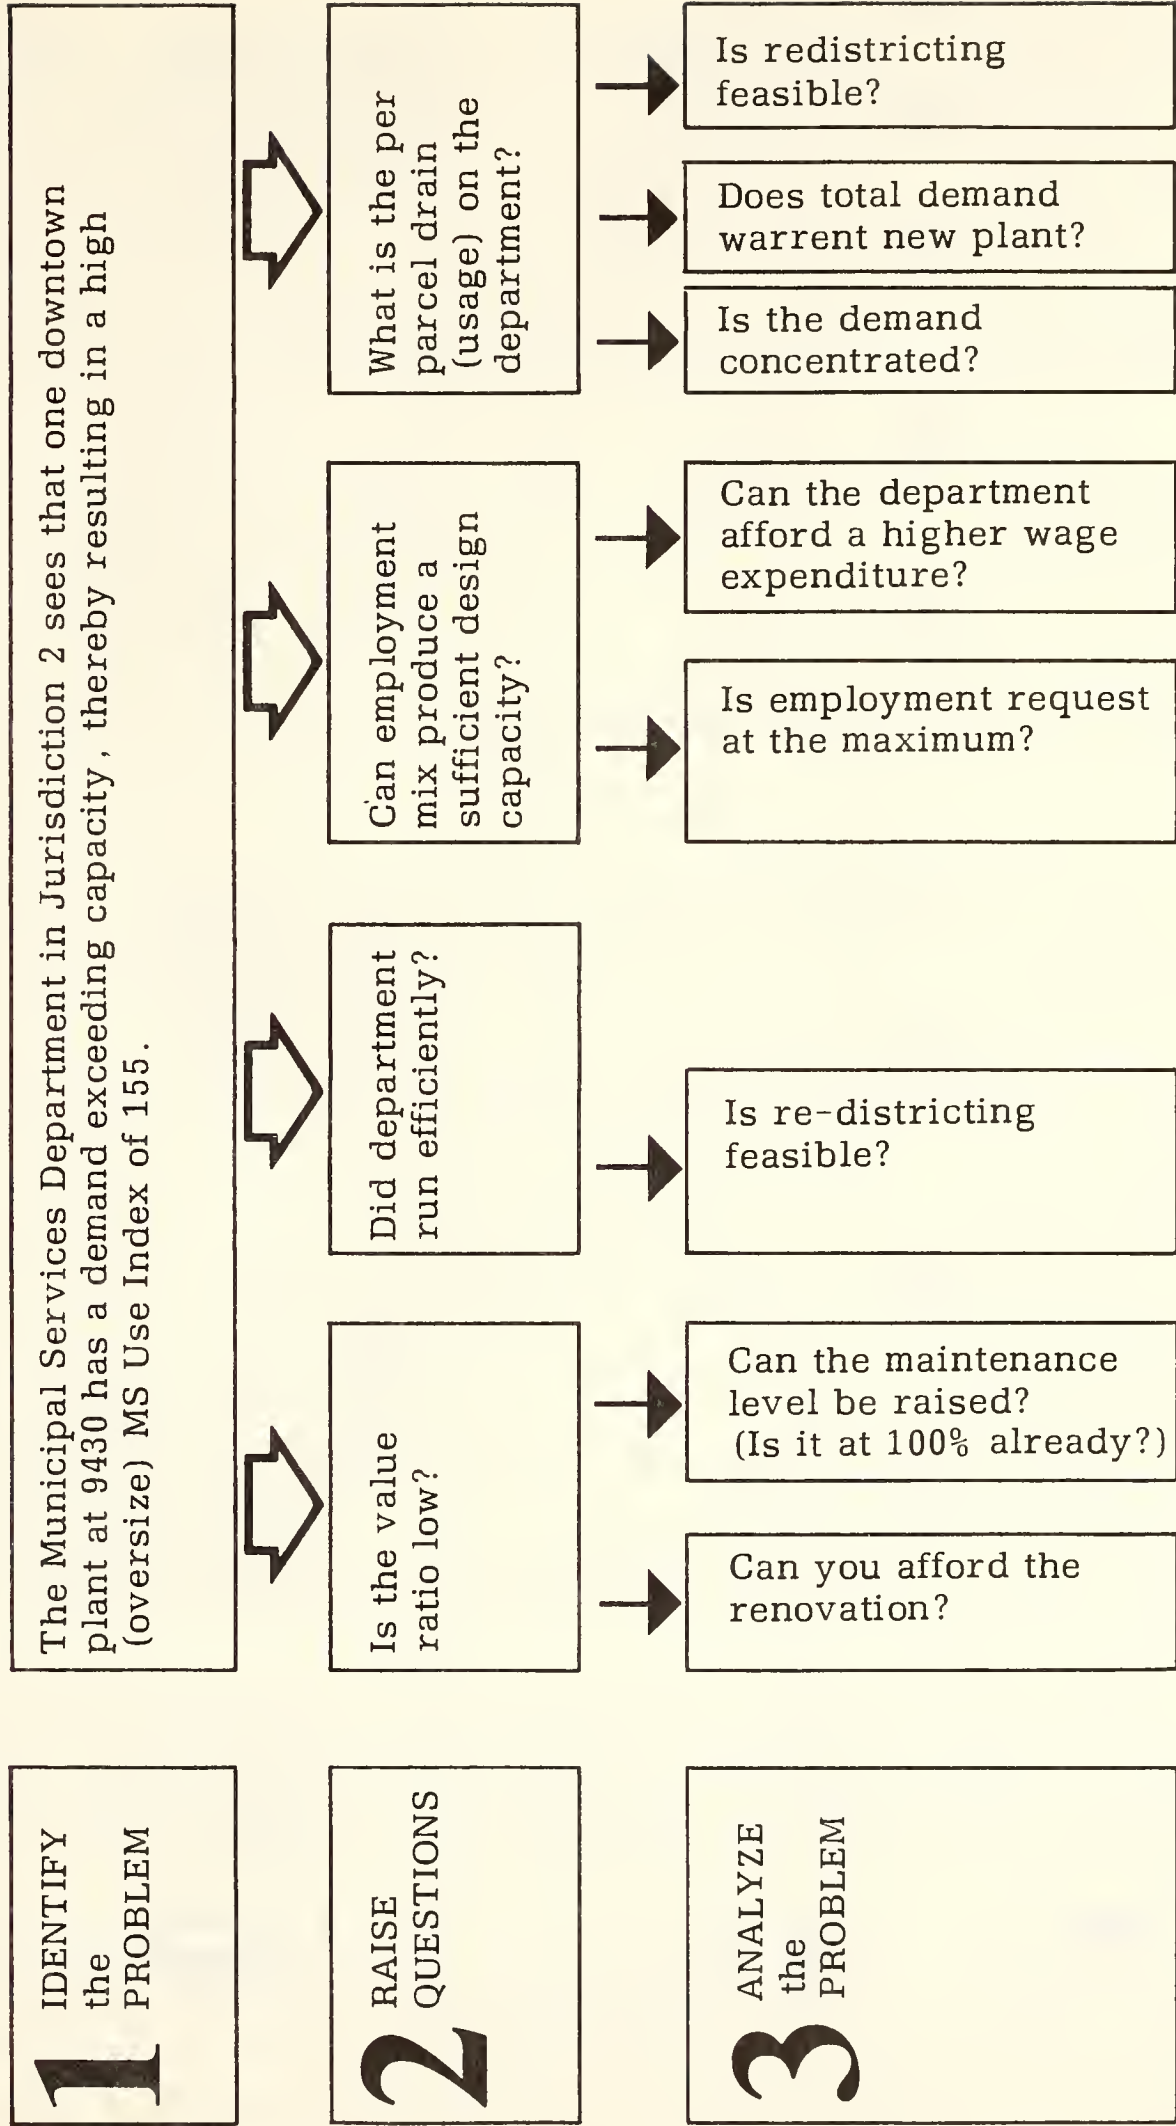 1 IDENTIFY
the
PROBLEM
The Municipal Services Department in Jurisdiction 2 sees that one downtown
plant at 9430 has a demand exceeding capacity, thereby resulting in a high
(oversize) MS Use Index of 155.
2 RAISE
QUESTIONS
Is the value
ratio low?
Did department
run efficiently?
Can employment
mix produce a
sufficient design
capacity?
What is the per
parcel drain
(usage) on the
department?
3 ANALYZE
the
PROBLEM
Can you afford the
renovation?
Can the maintenance
level be raised?
(Is it at 100% already?)
Is re-districting
feasible?
Is employment request
at the maximum?
Can the department
afford a higher wage
expenditure?
Is the demand
concentrated?
Does total demand
warrent new plant?
Is redistricting
feasible?